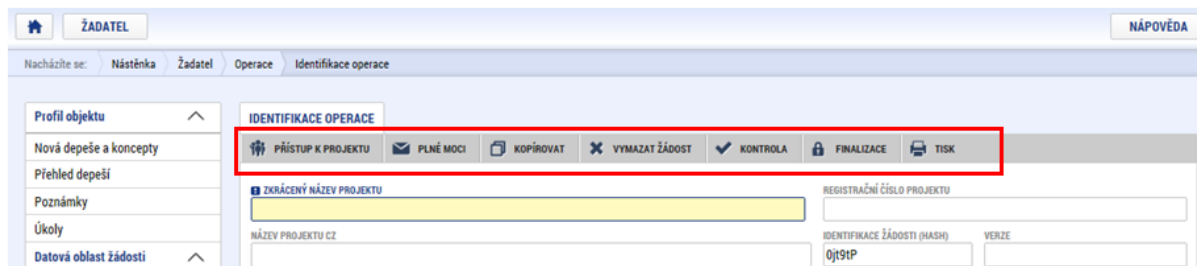 ŽADATEL
NÁPOVĚDA
Nacházíte se: Nástěnka Žadatel Operace Identifikace operace
Profil objektu
Nová depeše a koncepty
Přehled depeší
Poznámky
Úkoly
Datová oblast žádosti
IDENTIFIKACE OPERACE
PŘÍSTUP K PROJEKTU PLNÉ MOCI KOPÍROVAT VYMAZAT ŽÁDOST KONTROLA FINALIZACE TISK
ZKRÁCENÝ NÁZEV PROJEKTU
REGISTRAČNÍ ČÍSLO PROJEKTU
NÁZEV PROJEKTU CZ
IDENTIFIKACE ŽÁDOSTI (HASH) VERZE
0jt9tP